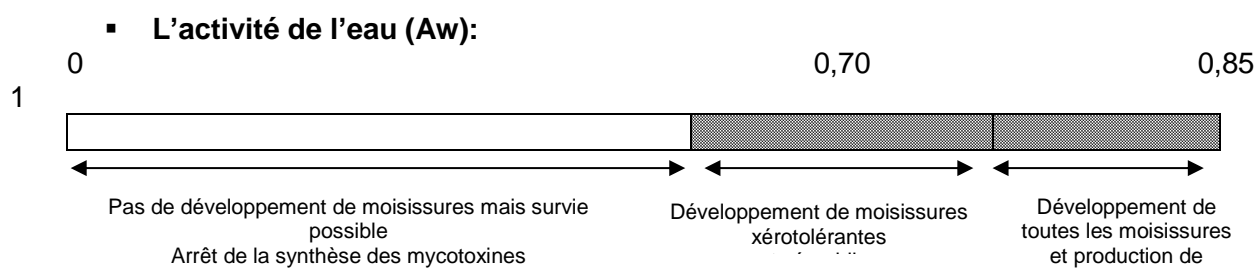 ▪ L'activité de l'eau (Aw):
0 0,70 0,85
1
Pas de développement de moisissures mais survie
possible
Arrêt de la synthèse des mycotoxines
Développement de moisissures
xérotolérantes
Développement de
toutes les moisissures
et production de